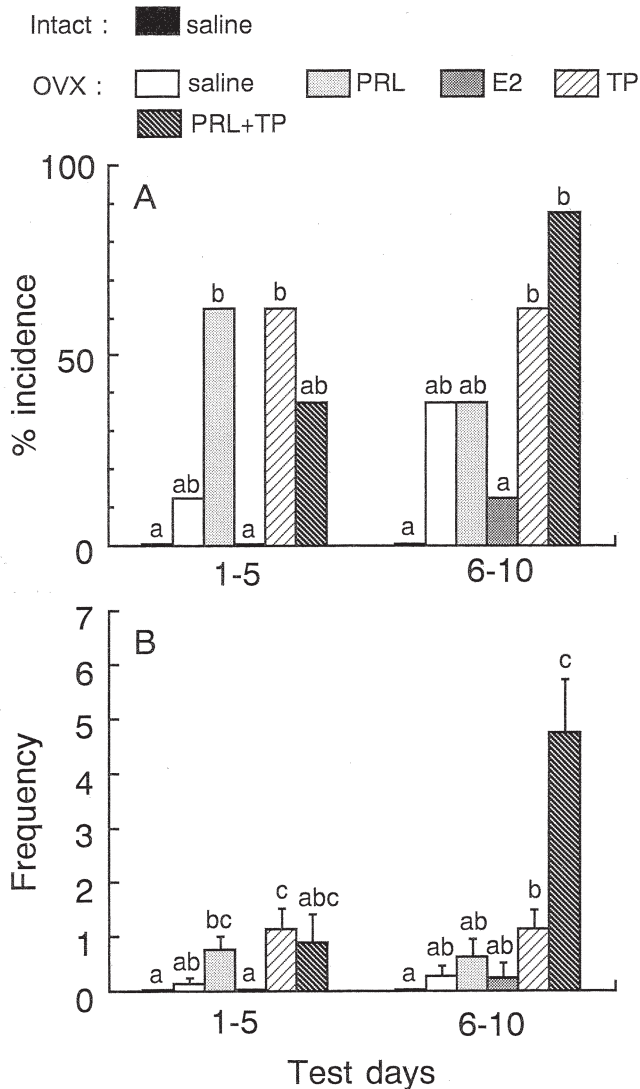 Intact : saline
OVX : saline PRL E2 TP
PRL+TP
100
A
b
b
b
b
% incidence
50
ab
ab ab
ab
a
a a
a
0
1-5 6-10
7
B
6
c
5
4
Frequency
3
2
c abc
b
bc
ab
1
ab
ab ab
a
a
a
0
1-5 6-10
Test days